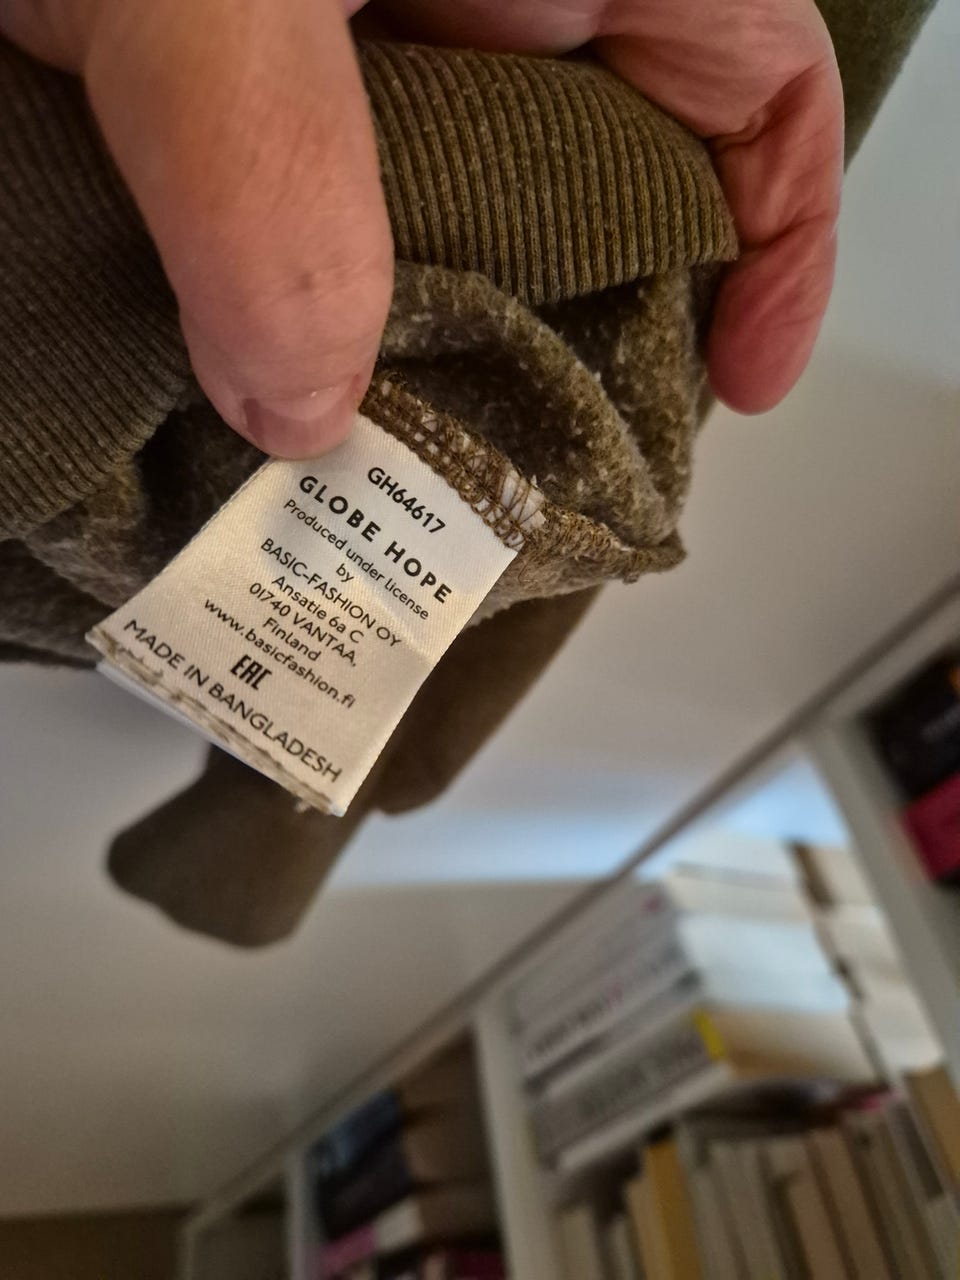 GH64617
GLOBE HOPE
Produced under license
by
BASIC-FASHION OY
Ansatie 6a C
01740 VANTAA,
Finland
www.basicfashion.fi
EAC
MADE IN BANGLADESH